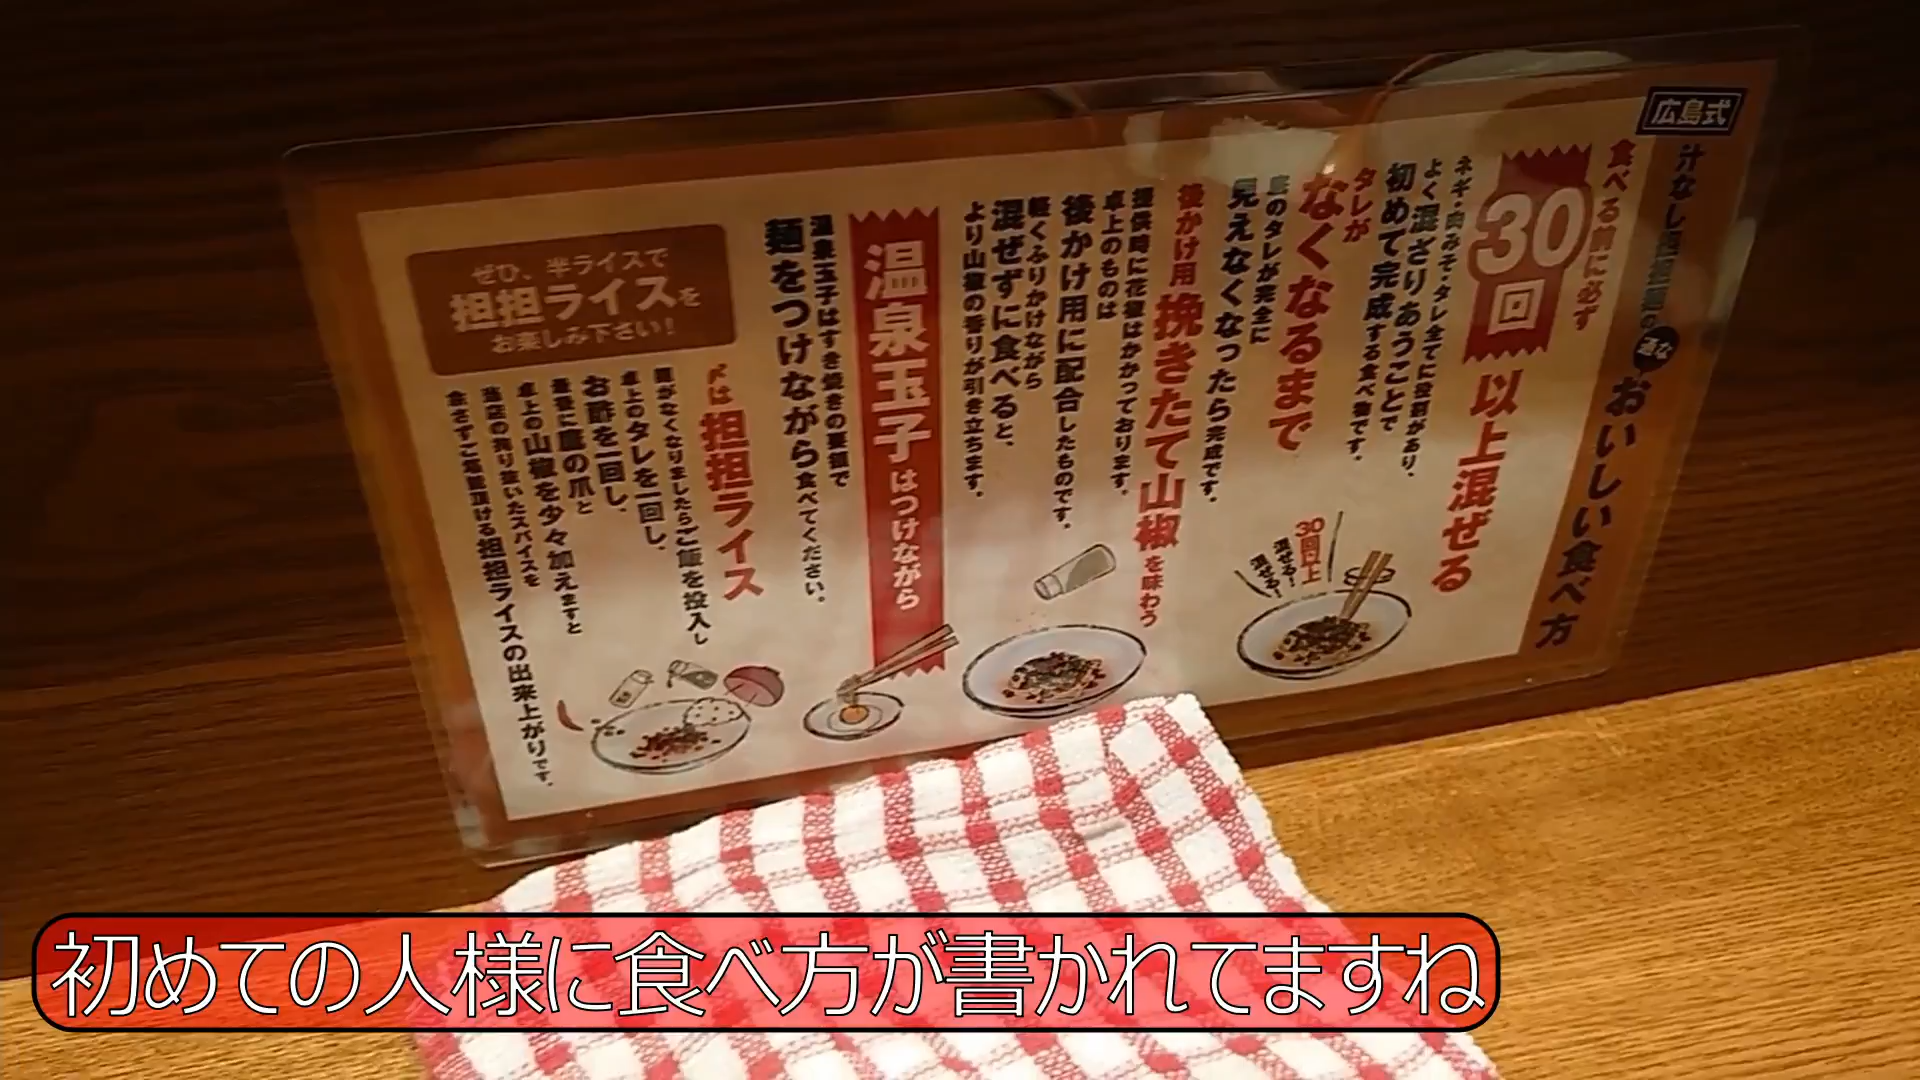 広島式
汁なし担担麺の通な
おいしい食べ方
食べる前に必ず
30回以上混ぜる
ネギ・肉みそ・タレ全てに役割があり、
よく混ざりあうことで
初めて完成する食べ物です。
タレが
なくなるまで
底のタレが完全に
見えなくなったら完成です。
30回以上
混ぜる!
混ぜる!
後かけ用 挽きたて山椒を味わう
提供時に花椒はかかっております。
卓上のものは
後かけ用に配合したものです。
軽くふりかけながら
混ぜずに食べると、
より山椒の香りが引き立ちます。
温泉玉子はつけながら
温泉玉子はすき焼きの要領で
麺をつけながら食べてください。
ぜひ、半ライスで
担担ライスを
お楽しみ下さい!
〆は担担ライス
麺がなくなりましたらご飯を投入し
卓上のタレを一回し、
お酢を一回し、
最後に鷹の爪と
卓上の山椒を少々加えますと
当店の拘り抜いたスパイスを
余さずご堪能頂ける担担ライスの出来上がりです。
初めての人様に食べ方が書かれてますね